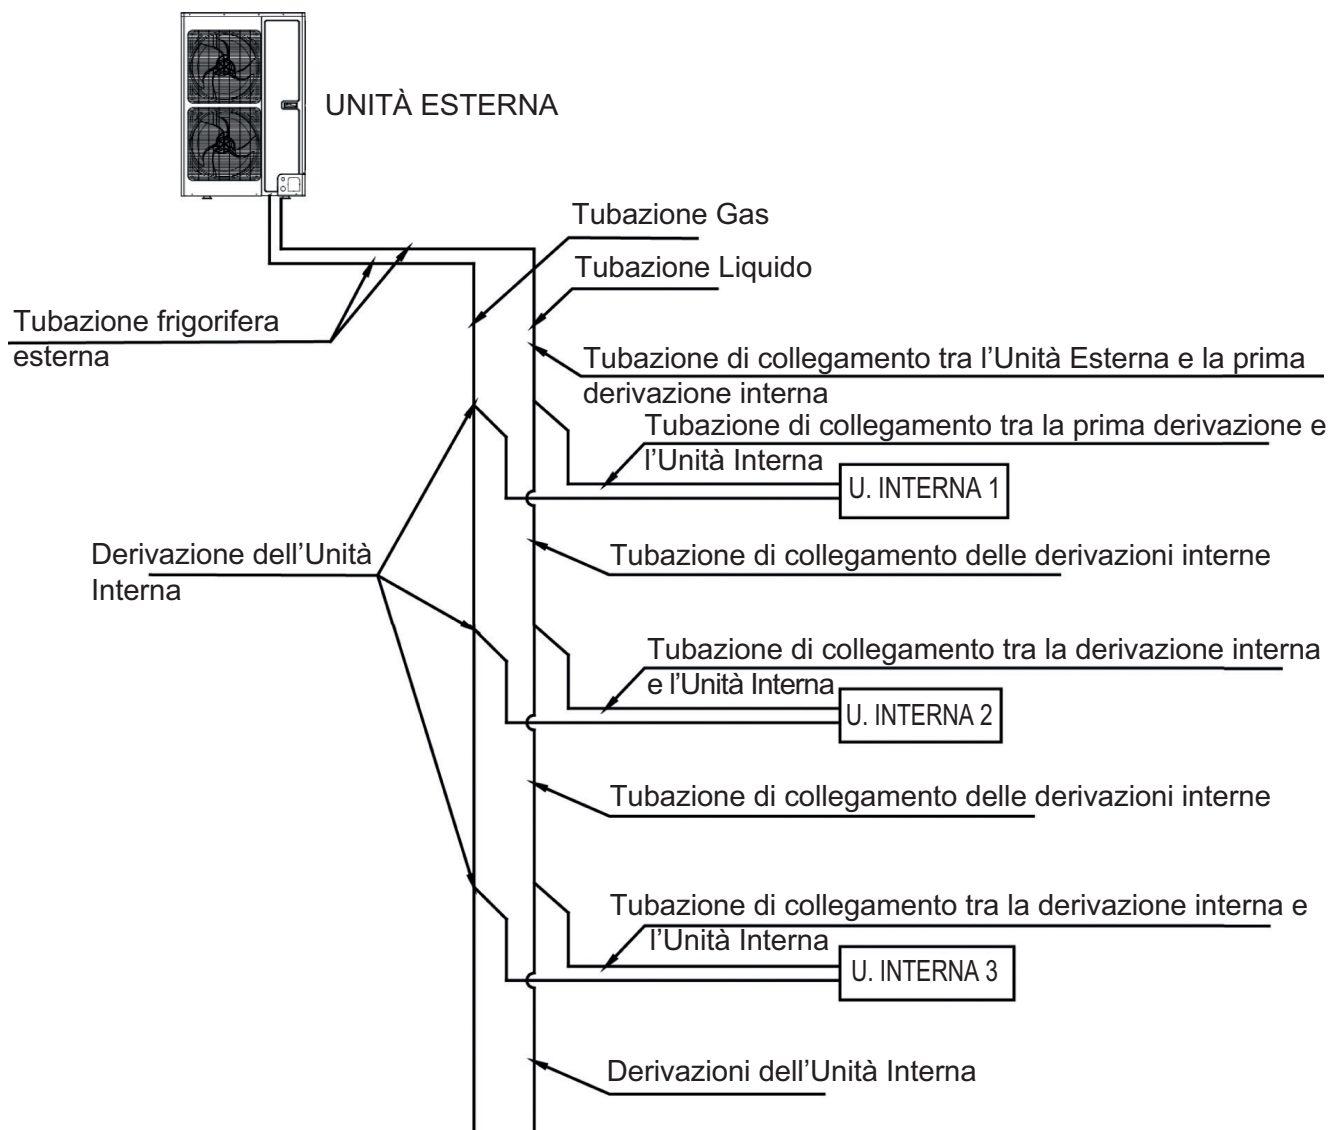 UNITÀ ESTERNA
Tubazione Gas
Tubazione Liquido
Tubazione frigorifera
esterna
Tubazione di collegamento tra l’Unità Esterna e la prima
derivazione interna
Tubazione di collegamento tra la prima derivazione e
l’Unità Interna
U. INTERNA 1
Derivazione dell’Unità
Interna
Tubazione di collegamento delle derivazioni interne
Tubazione di collegamento tra la derivazione interna
e l’Unità Interna
U. INTERNA 2
Tubazione di collegamento delle derivazioni interne
Tubazione di collegamento tra la derivazione interna e
l’Unità Interna
U. INTERNA 3
Derivazioni dell’Unità Interna